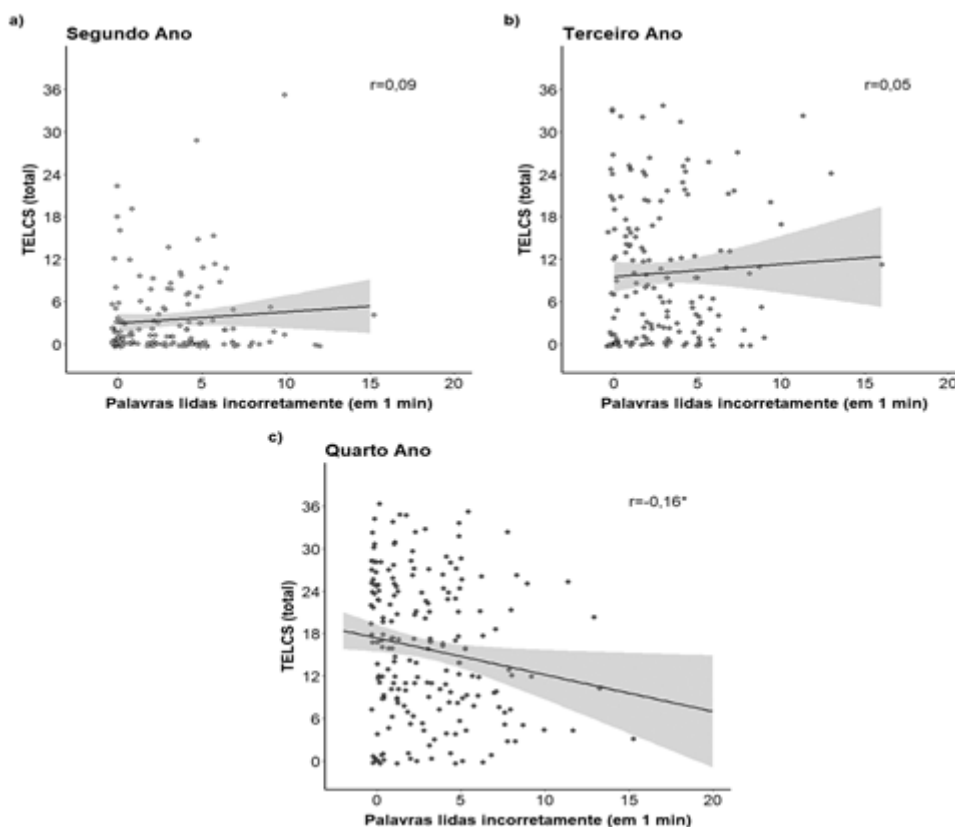 a)
Segundo Ano
r=0,09
TELCS (total)
36
30
24
18
12
6
0
0 5 10 15 20
Palavras lidas incorretamente (em 1 min)
b)
Terceiro Ano
r=0,05
TELCS (total)
36
30
24
18
12
6
0
0 5 10 15 20
Palavras lidas incorretamente (em 1 min)
c)
Quarto Ano
r=-0,16*
TELCS (total)
36
30
24
18
12
6
0
0 5 10 15 20
Palavras lidas incorretamente (em 1 min)